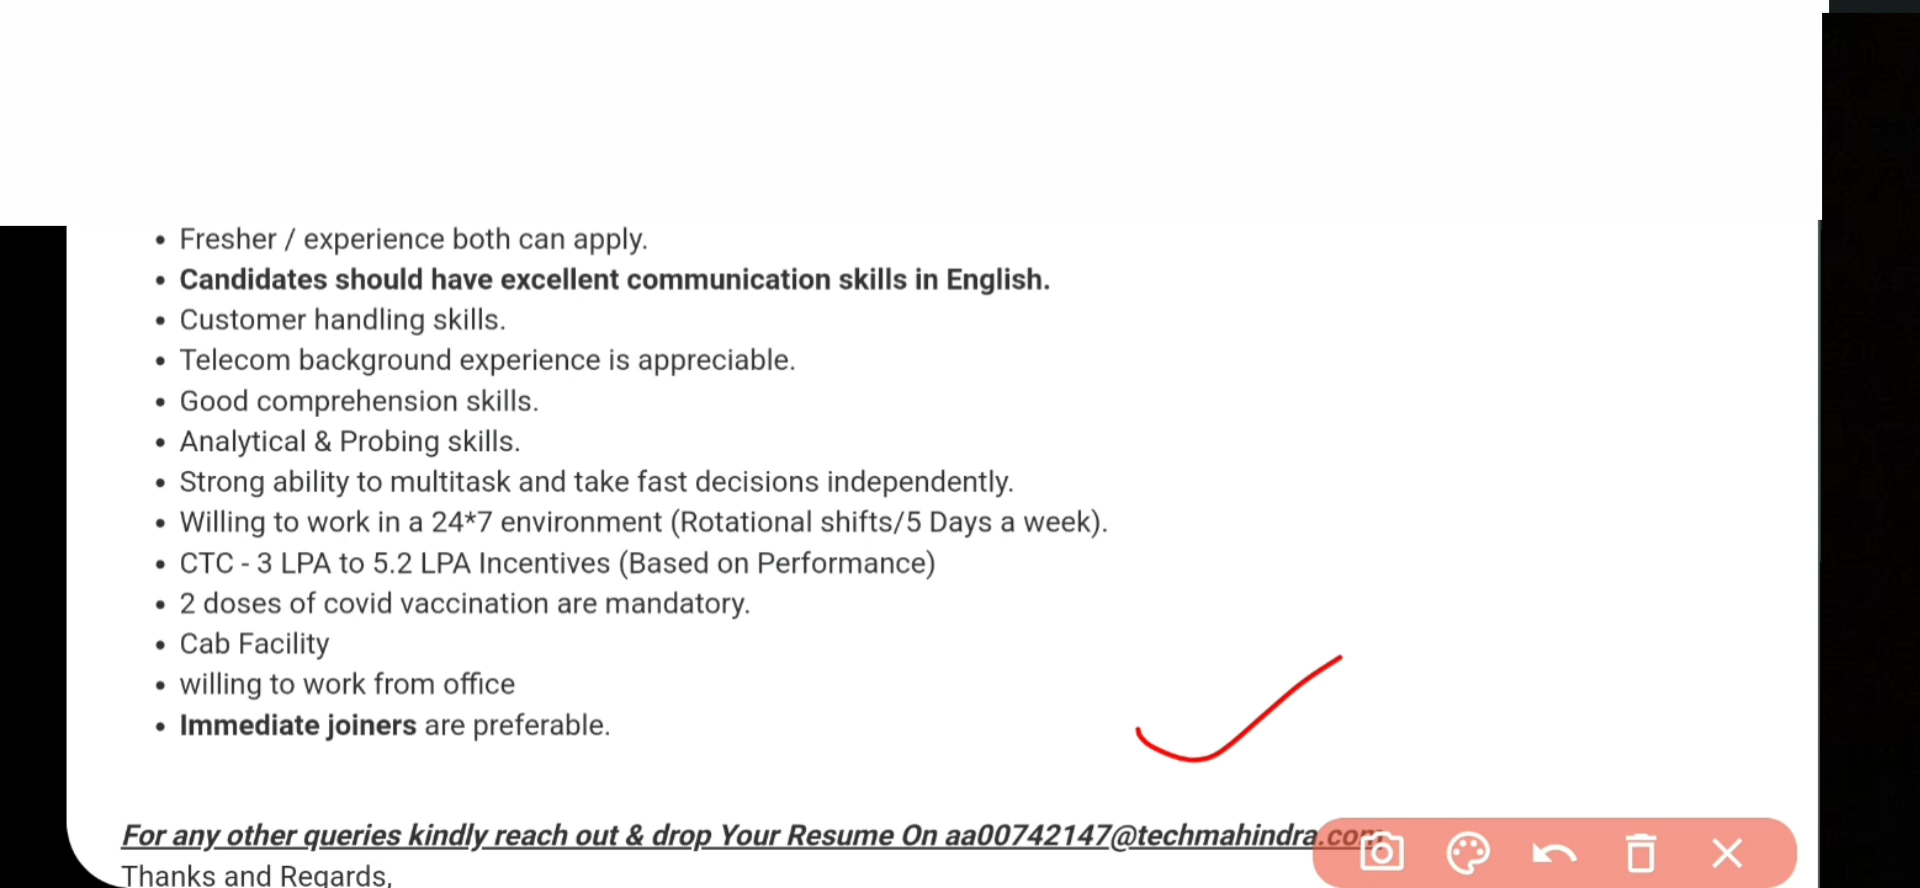 • Fresher / experience both can apply.
• Candidates should have excellent communication skills in English.
• Customer handling skills.
• Telecom background experience is appreciable.
• Good comprehension skills.
• Analytical & Probing skills.
• Strong ability to multitask and take fast decisions independently.
• Willing to work in a 24*7 environment (Rotational shifts/5 Days a week).
• CTC - 3 LPA to 5.2 LPA Incentives (Based on Performance)
• 2 doses of covid vaccination are mandatory.
• Cab Facility
• willing to work from office
• Immediate joiners are preferable.
For any other queries kindly reach out & drop Your Resume On aa00742147@techmahindra.com
Thanks and Regards,